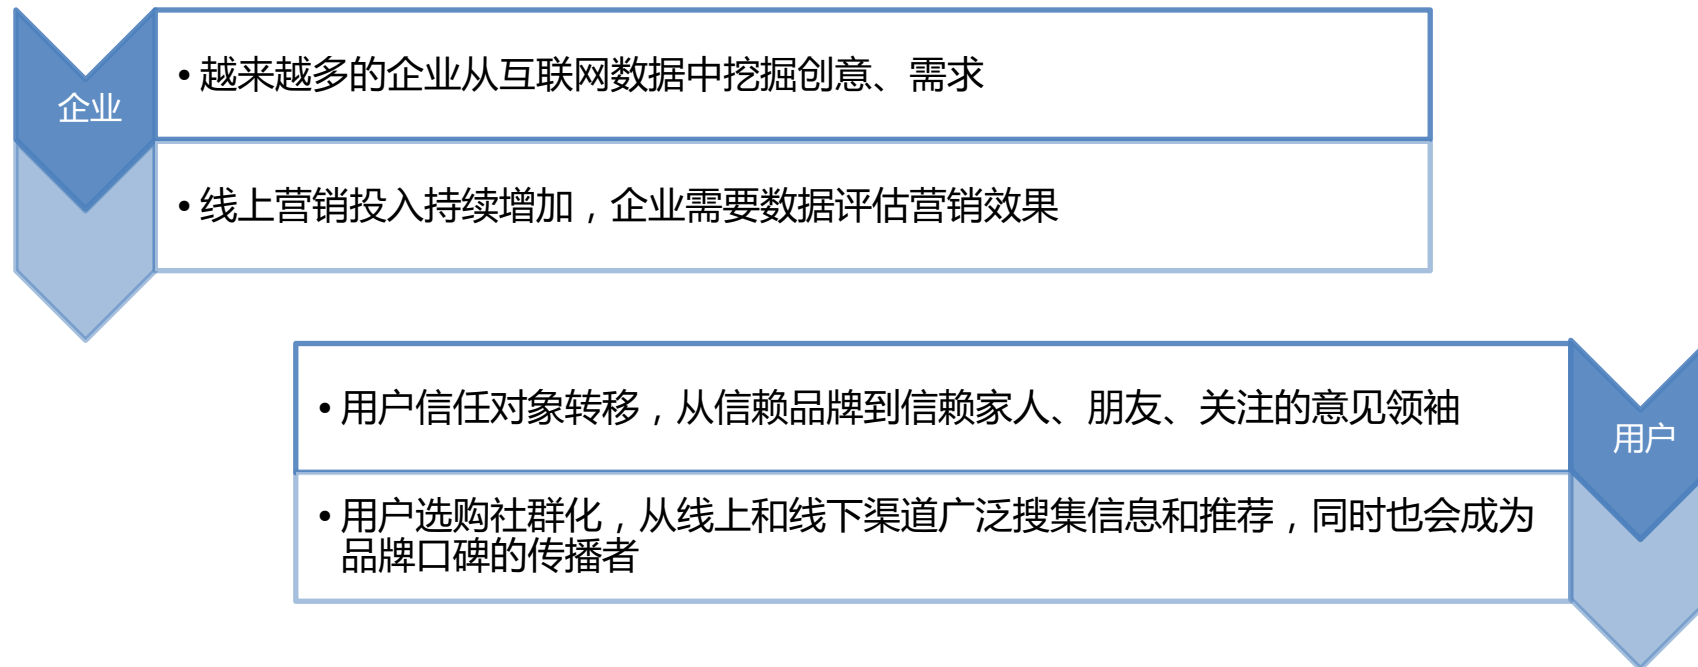 企业
• 越来越多的企业从互联网数据中挖掘创意、需求
• 线上营销投入持续增加，企业需要数据评估营销效果
• 用户信任对象转移，从信赖品牌到信赖家人、朋友、关注的意见领袖
用户
• 用户选购社群化，从线上和线下渠道广泛搜集信息和推荐，同时也会成为
品牌口碑的传播者